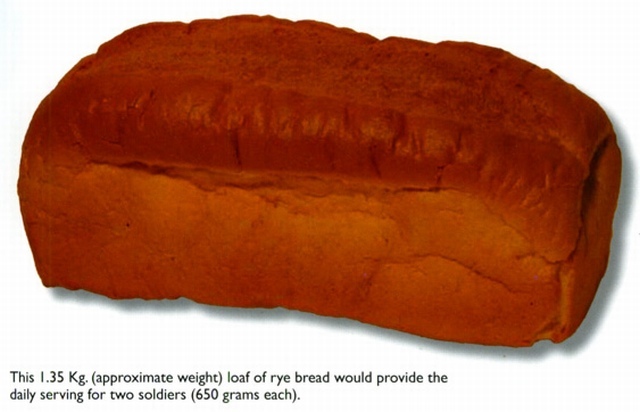 This 1.35 Kg. (approximate weight) loaf of rye bread would provide the
daily serving for two soldiers (650 grams each).